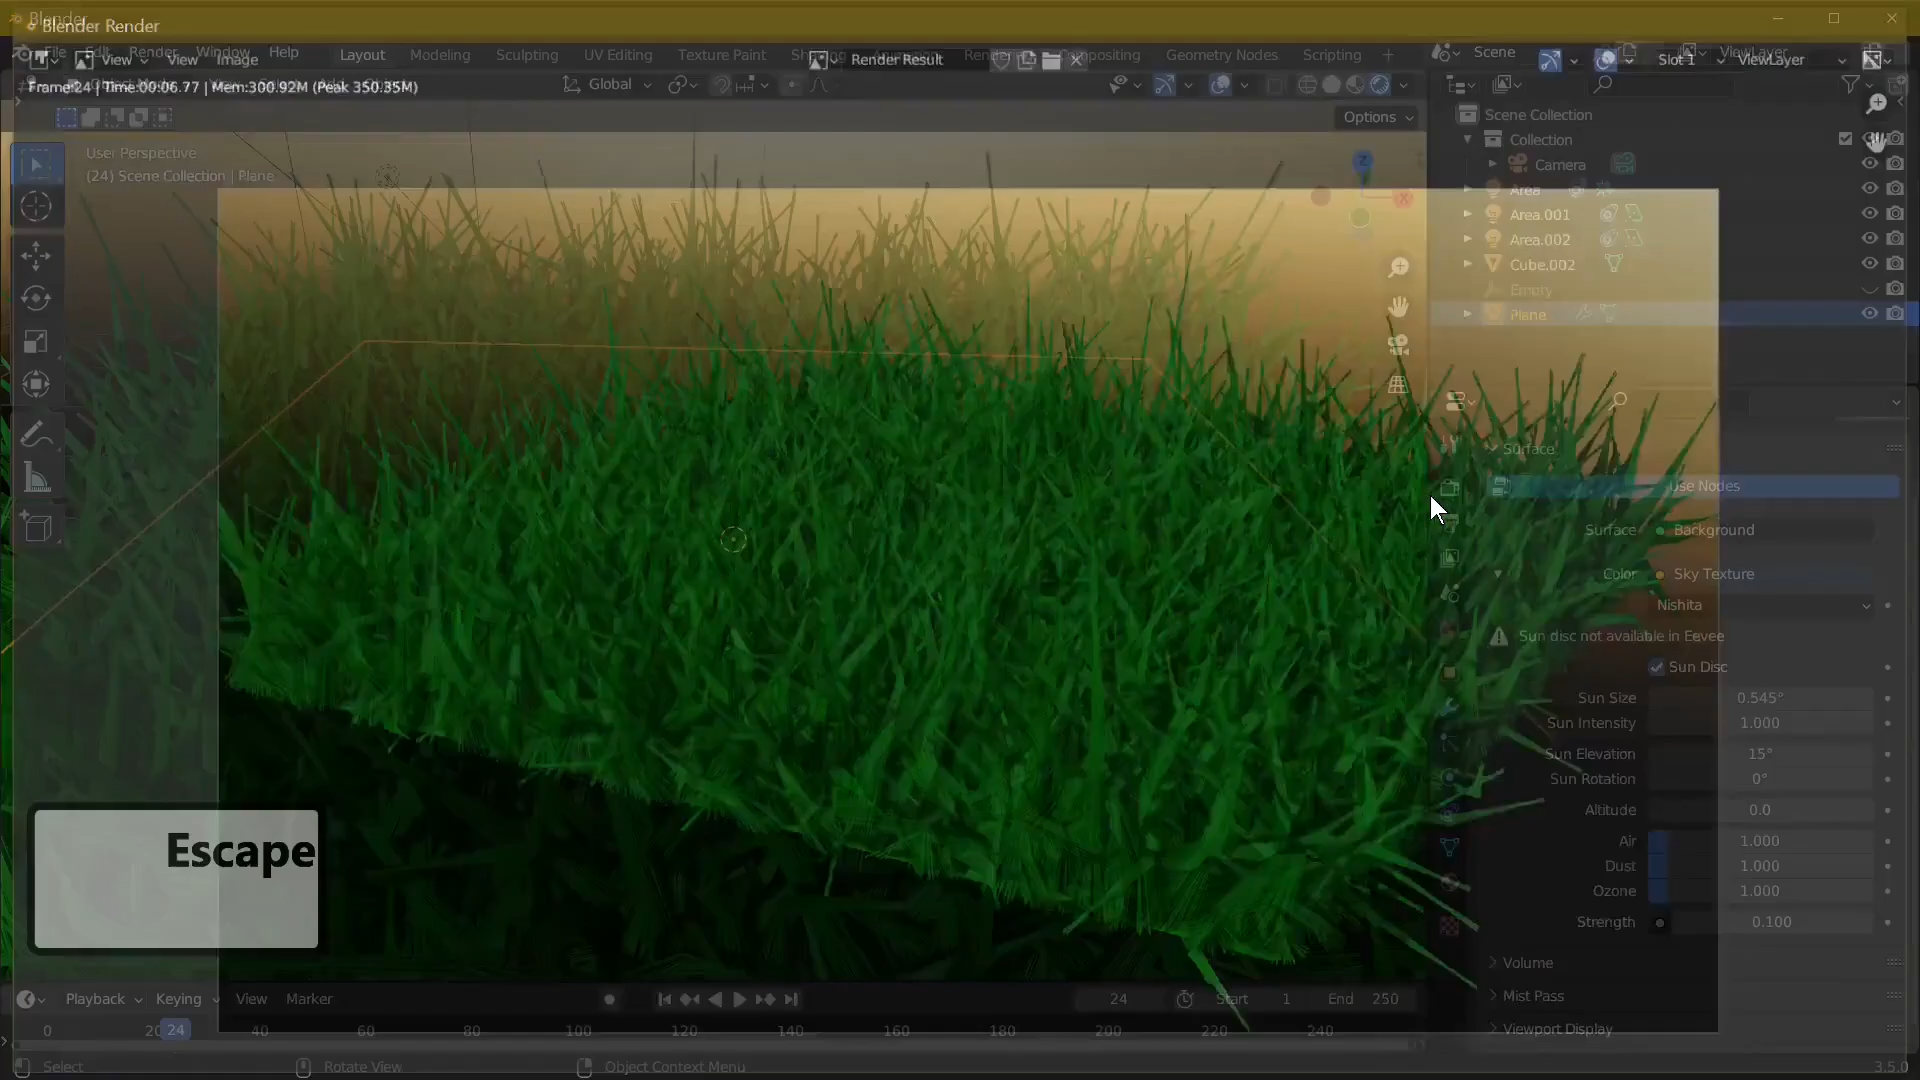 Blender
Blender Render
File Edit Render Window Help Layout Modeling Sculpting UV Editing Texture Paint Compositing Geometry Nodes Scripting + Scene ViewLayer
View View Image Render Result Slot 1 ViewLayer
Frame:24 | Time:00:06.77 | Mem:300.92M (Peak 350.35M)
Global
Options
User Perspective
(24) Scene Collection | Plane
Z
X
Scene Collection
Collection
Camera
Area
Area.001
Area.002
Cube.002
Empty
Plane
Surface
Use Nodes
Surface Background
Color Sky Texture
Nishita
Sun disc not available in Eevee
Sun Disc
Sun Size 0.545°
Sun Intensity 1.000
Sun Elevation 15°
Sun Rotation 0°
Altitude 0.0
Air 1.000
Dust 1.000
Ozone 1.000
Strength 0.100
Volume
Mist Pass
Viewport Display
Escape
Playback Keying View Marker 24 Start 1 End 250
0 20 24 40 60 80 100 120 140 160 180 200 220 240
Select Rotate View Object Context Menu 3.5.0